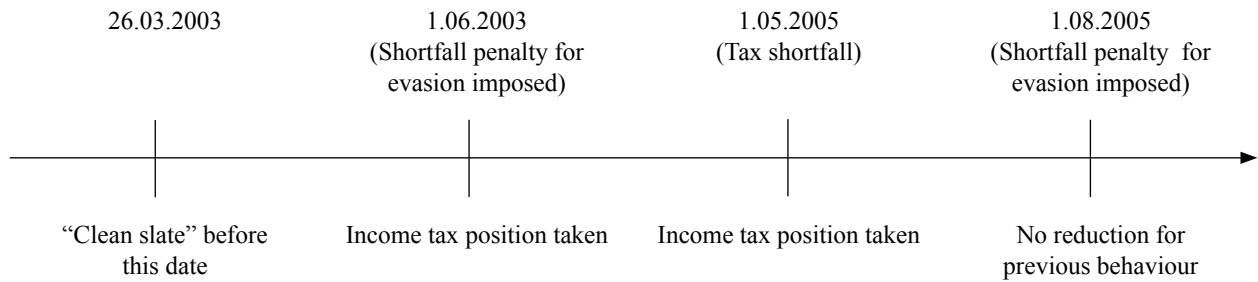 26.03.2003
1.06.2003
(Shortfall penalty for
evasion imposed)
1.05.2005
(Tax shortfall)
1.08.2005
(Shortfall penalty for
evasion imposed)
“Clean slate” before
this date
Income tax position taken
Income tax position taken
No reduction for
previous behaviour